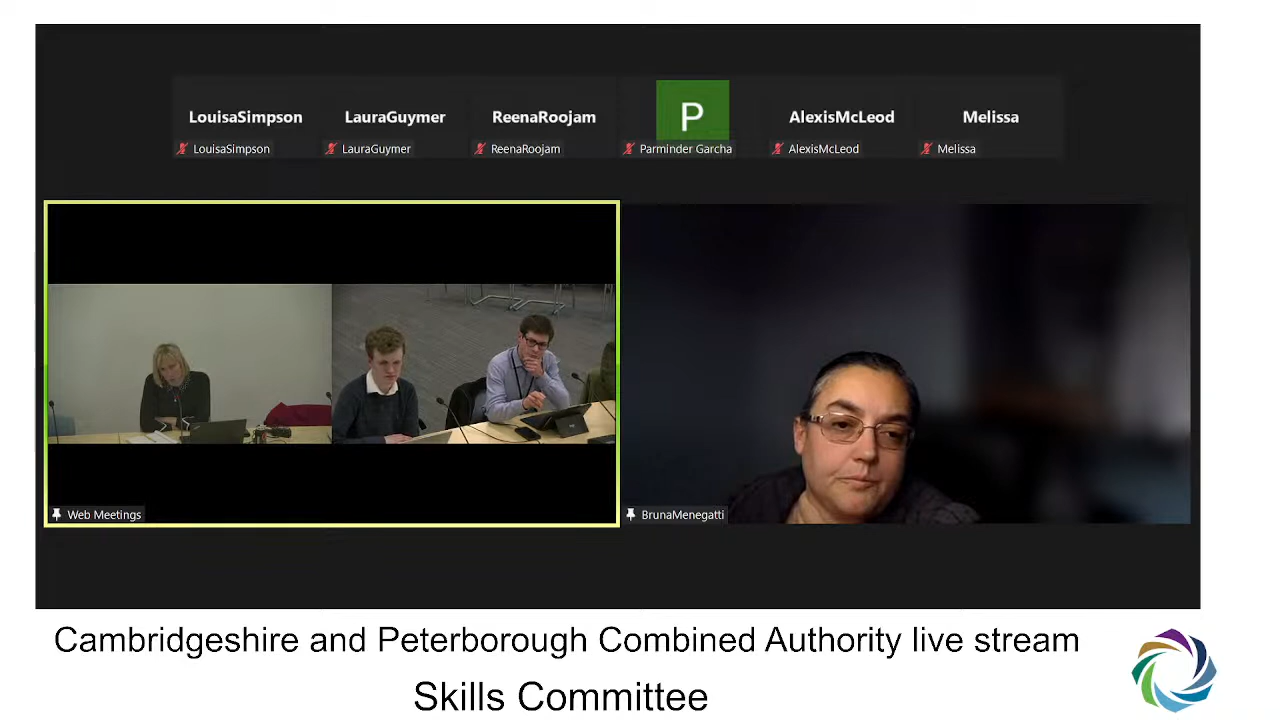 LouisaSimpson
LauraGuymer
ReenaRoojam
P
AlexisMcLeod
Melissa
LouisaSimpson
LauraGuymer
ReenaRoojam
Parminder Garcha
AlexisMcLeod
Melissa
Web Meetings
BrunaMenegatti
Cambridgeshire and Peterborough Combined Authority live stream
Skills Committee